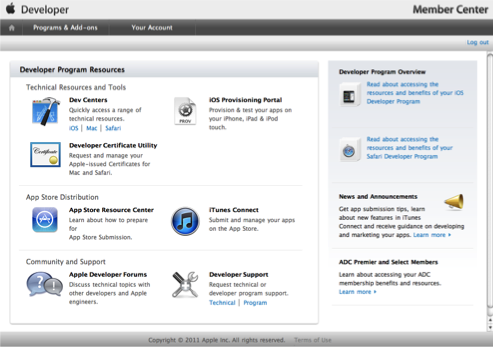 Developer
Member Center
Programs & Add-ons
Your Account
Log out
Developer Program Resources
Technical Resources and Tools
Dev Centers
Quickly access a range of
technical resources.
iOS | Mac | Safari
PROV
iOS Provisioning Portal
Provision & test your apps on
your iPhone, iPad & iPod
touch.
Certificate
Developer Certificate Utility
Request and manage your
Apple-issued Certificates for
Mac and Safari.
App Store Distribution
App Store Resource Center
Learn about how to prepare
for
App Store Submission.
iTunes Connect
Submit and manage your apps
on the App Store.
Community and Support
Apple Developer Forums
Discuss technical topics with
other developers and Apple
engineers.
Developer Support
Request technical or
developer program support.
Technical | Program
Developer Program Overview
Read about accessing the
resources and benefits of your iOS
Developer Program
Read about accessing the
resources and benefits of your
Safari Developer Program
News and Announcements
Get app submission tips, learn
about new features in iTunes
Connect and receive guidance on developing
and marketing your apps. Learn more
ADC Premier and Select Members
Learn about accessing your ADC
membership benefits and resources.
Learn more
Copyright © 2011 Apple Inc. All rights reserved. Terms of Use